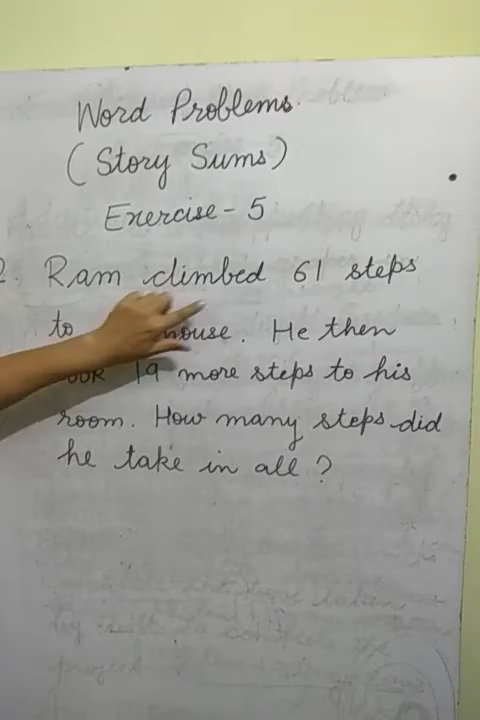 Word Problems.
(Story Sums)
Exercise - 5
2. Ram climbed 61 steps
to house. He then
19 more steps to his
room. How many steps did
he take in all?